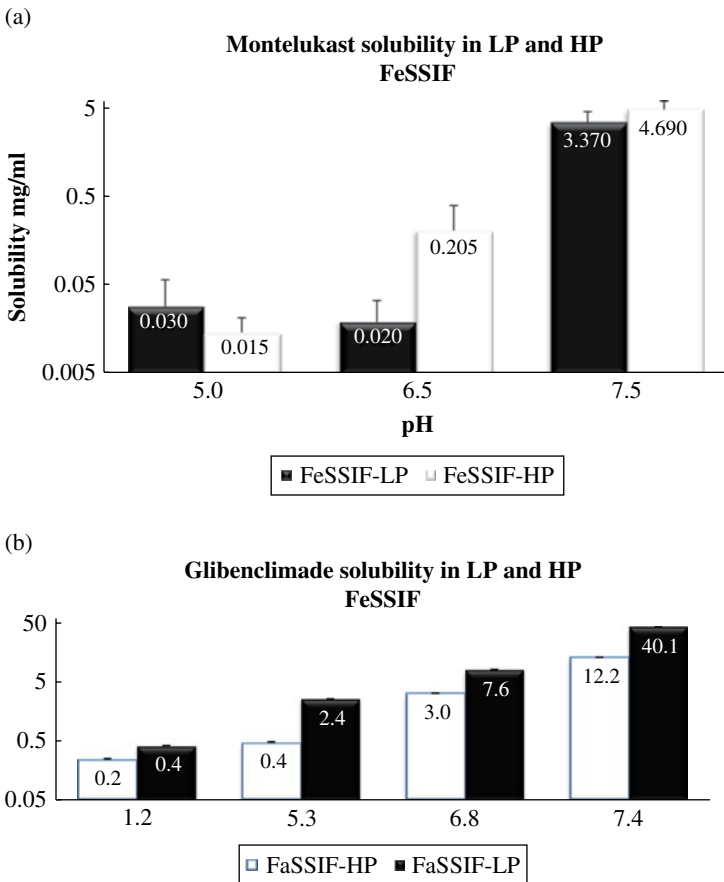 (a)
Montelukast solubility in LP and HP
FeSSIF
Solubility mg/ml
5
0.5
0.05
0.005
0.030
0.015
0.020
0.205
3.370
4.690
5.0 6.5 7.5
pH
FeSSIF-LP FeSSIF-HP
(b)
Glibenclimade solubility in LP and HP
FeSSIF
50
5
0.5
0.05
0.2
0.4
0.4
2.4
3.0
7.6
12.2
40.1
1.2 5.3 6.8 7.4
FaSSIF-HP FaSSIF-LP